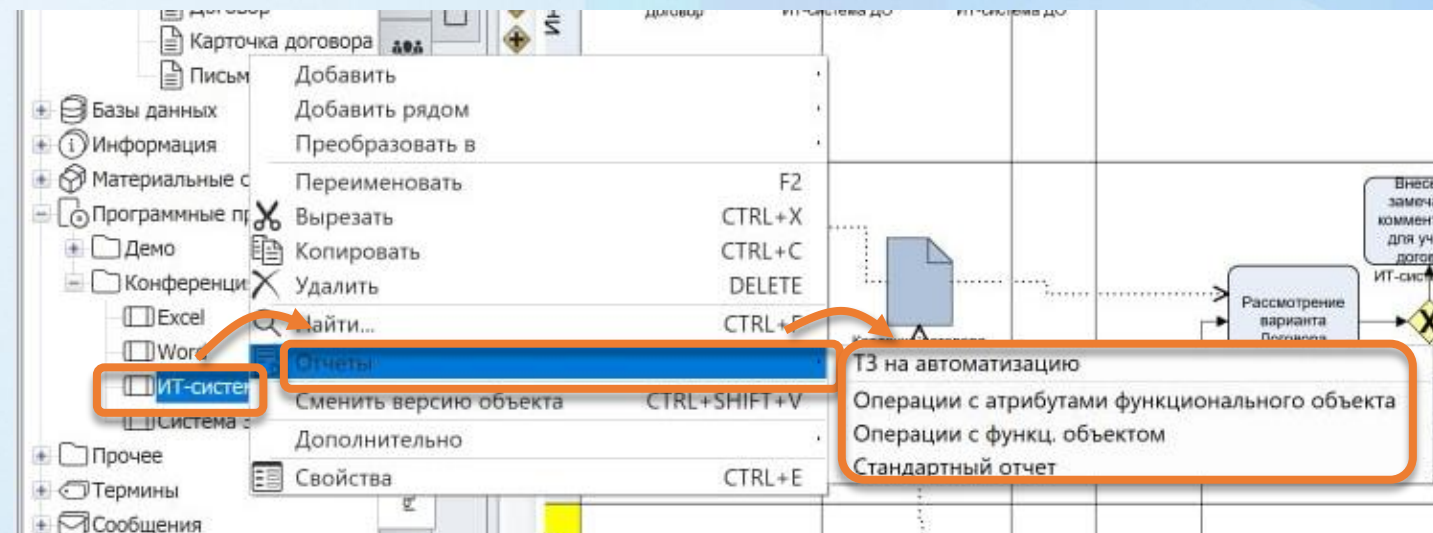 Договор
Карточка договора
Письм
Базы данных
Информация
Материальные с
Программные пр
Демо
Конференци
Excel
Word
ИТ-систем
Система
Прочее
Термины
Сообщения
Добавить
Добавить рядом
Преобразовать в
Переименовать F2
Вырезать CTRL+X
Копировать CTRL+C
Удалить DELETE
Найти... CTRL+F
Отчеты
Сменить версию объекта CTRL+SHIFT+V
Дополнительно
Свойства CTRL+E
ТЗ на автоматизацию
Операции с атрибутами функционального объекта
Операции с функц. объектом
Стандартный отчет
Договор ИТ-система ДО ИТ-система ДО
Рассмотрение
варианта
Договора
Внесе
замеча
коммент
для уч
догов
ИТ-сист